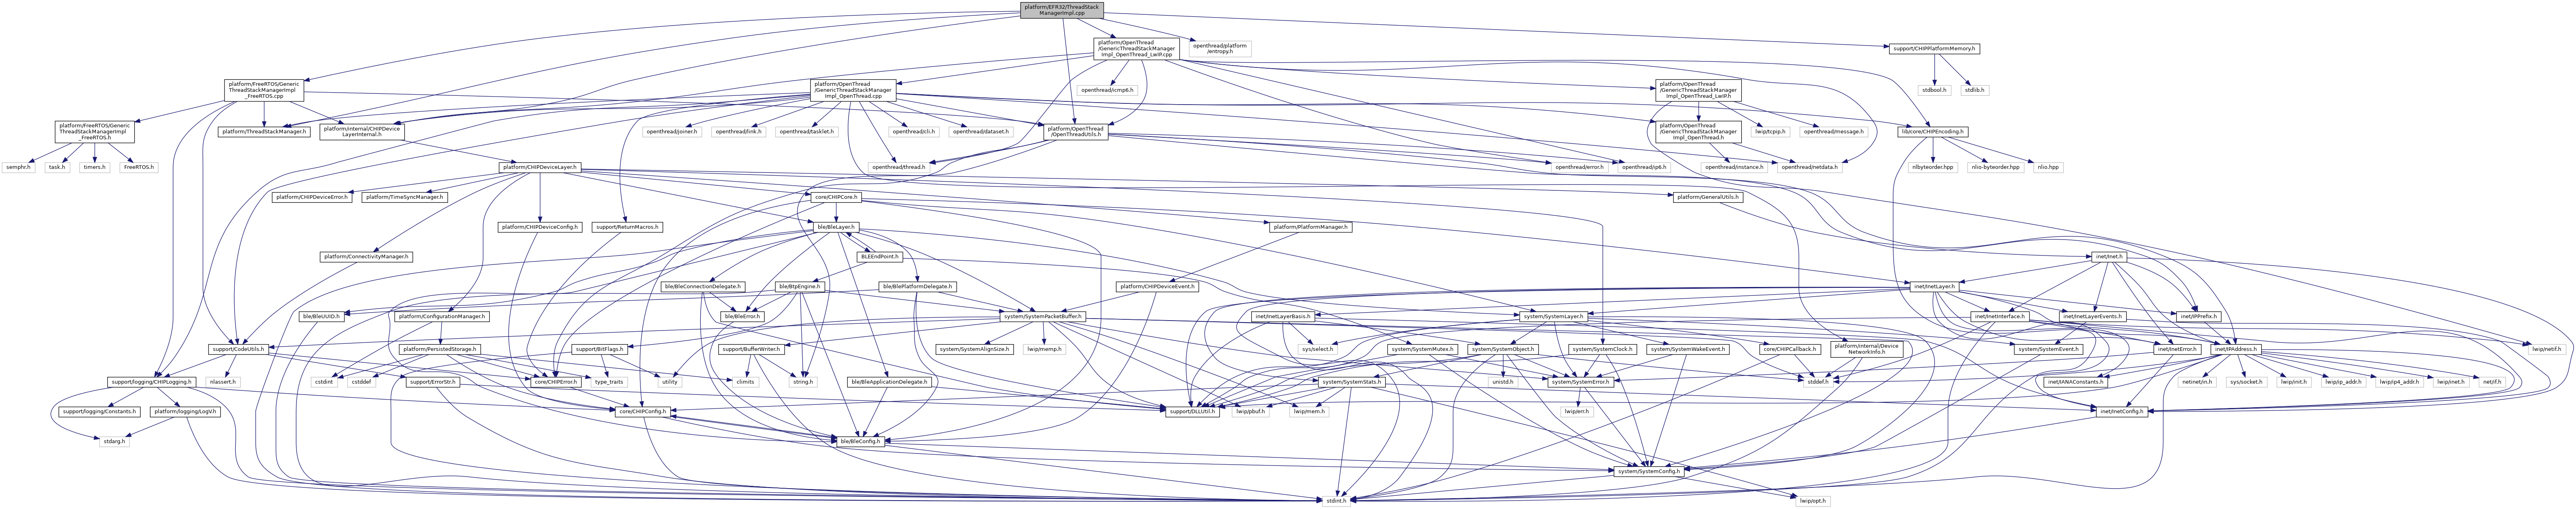 platform/EFR32/ThreadStack
ManagerImpl.cpp
platform/OpenThread
/GenericThreadStackManager
Impl_OpenThread_LwIP.cpp
openthread/platform
/entropy.h
support/CHIPPlatformMemory.h
platform/FreeRTOS/Generic
ThreadStackManagerImpl
_FreeRTOS.cpp
platform/OpenThread
/GenericThreadStackManager
Impl_OpenThread.cpp
openthread/icmp6.h
platform/OpenThread
/GenericThreadStackManager
Impl_OpenThread_LwIP.h
stdbool.h
stdlib.h
platform/FreeRTOS/Generic
ThreadStackManagerImpl
_FreeRTOS.h
platform/ThreadStackManager.h
platform/internal/CHIPDevice
LayerInternal.h
openthread/joiner.h
openthread/link.h
openthread/tasklet.h
openthread/cli.h
openthread/dataset.h
platform/OpenThread
/OpenThreadUtils.h
platform/OpenThread
/GenericThreadStackManager
Impl_OpenThread.h
lwip/tcpip.h
openthread/message.h
lib/core/CHIPEncoding.h
semphr.h
task.h
timers.h
FreeRTOS.h
platform/CHIPDeviceLayer.h
openthread/thread.h
openthread/error.h
openthread/ip6.h
openthread/instance.h
openthread/netdata.h
nlbyteorder.hpp
nlio-byteorder.hpp
nlio.hpp
platform/CHIPDeviceError.h
platform/TimeSyncManager.h
core/CHIPCore.h
platform/GeneralUtils.h
platform/CHIPDeviceConfig.h
support/ReturnMacros.h
ble/BleLayer.h
platform/PlatformManager.h
platform/ConnectivityManager.h
BLEEndPoint.h
inet/Inet.h
ble/BleConnectionDelegate.h
ble/BtpEngine.h
ble/BlePlatformDelegate.h
platform/CHIPDeviceEvent.h
inet/InetLayer.h
ble/BleUUID.h
platform/ConfigurationManager.h
ble/BleError.h
system/SystemPacketBuffer.h
inet/InetLayerBasis.h
system/SystemLayer.h
inet/InetInterface.h
inet/InetLayerEvents.h
inet/IPPrefix.h
support/CodeUtils.h
platform/PersistedStorage.h
support/BitFlags.h
support/BufferWriter.h
system/SystemAlignSize.h
lwip/memp.h
sys/select.h
system/SystemMutex.h
system/SystemObject.h
system/SystemClock.h
system/SystemWakeEvent.h
core/CHIPCallback.h
platform/internal/Device
NetworkInfo.h
system/SystemEvent.h
inet/InetError.h
inet/IPAddress.h
lwip/netif.h
support/logging/CHIPLogging.h
nlassert.h
cstdint
cstddef
support/ErrorStr.h
core/CHIPError.h
type_traits
utility
climits
string.h
ble/BleApplicationDelegate.h
system/SystemStats.h
unistd.h
system/SystemError.h
stddef.h
inet/IANAConstants.h
netinet/in.h
sys/socket.h
lwip/init.h
lwip/ip_addr.h
lwip/ip4_addr.h
lwip/inet.h
net/if.h
support/logging/Constants.h
platform/logging/LogV.h
core/CHIPConfig.h
support/DLLUtil.h
lwip/pbuf.h
lwip/mem.h
lwip/err.h
inet/InetConfig.h
stdarg.h
ble/BleConfig.h
system/SystemConfig.h
stdint.h
lwip/opt.h